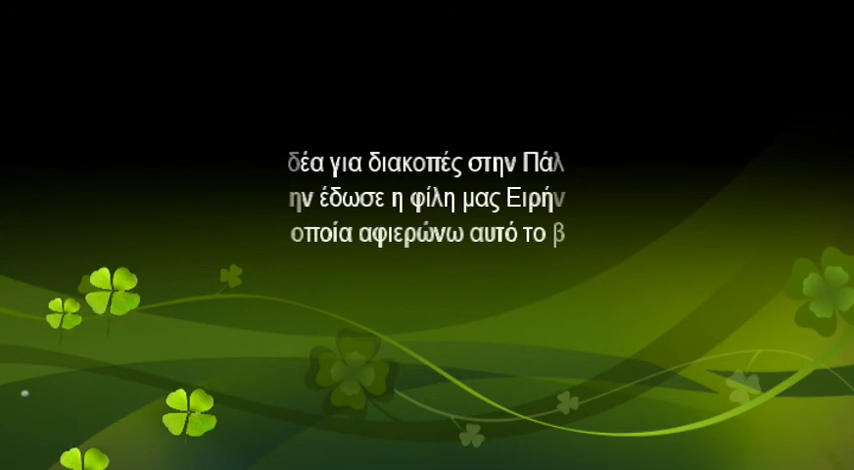 δέα για διακοπές στην Πάλ
ην έδωσε η φίλη μας Ειρήν
οποία αφιερώνω αυτό το β